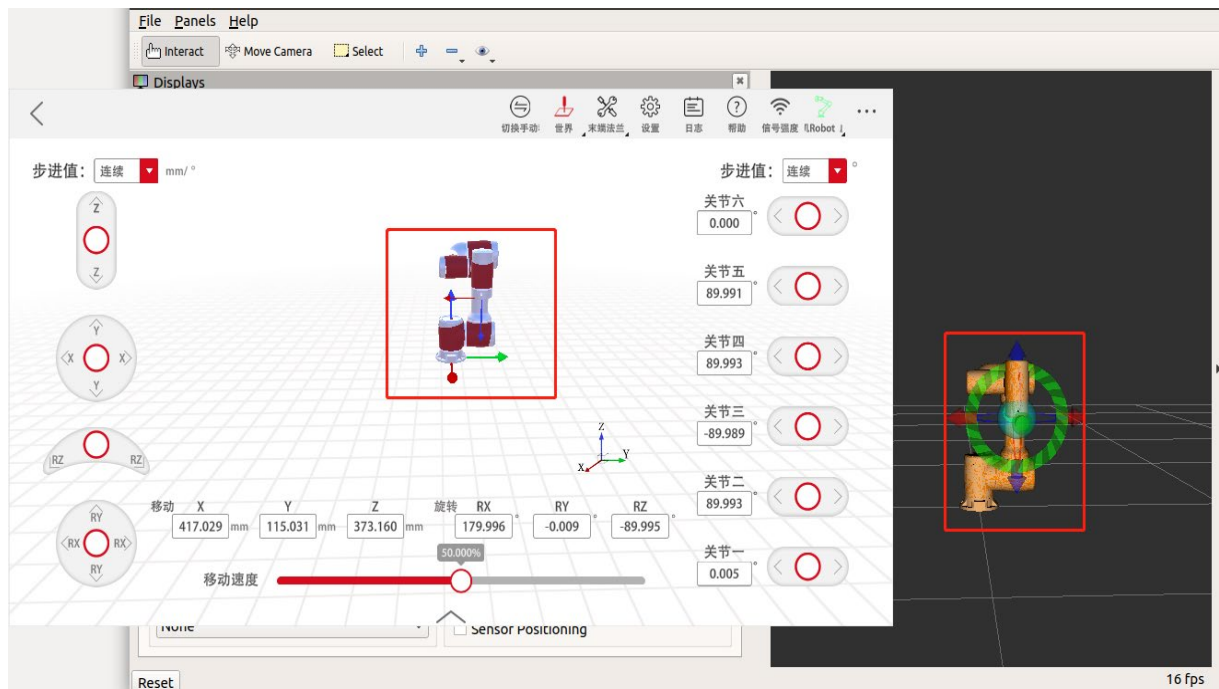 File Panels Help
Interact Move Camera Select
Displays
切换手动 世界 末端法兰 设置 日志 帮助 信号强度 Robot
步进值： 连续 mm/ °
步进值： 连续 °
Z
Z
Y
X X
Y
RZ RZ
RY
RX RX
RY
关节六
0.000 °
关节五
89.991 °
关节四
89.993 °
关节三
-89.989 °
关节二
89.993 °
关节一
0.005 °
Z
X Y
移动 X Y Z 旋转 RX RY RZ
417.029 mm 115.031 mm 373.160 mm 179.996 ° -0.009 ° -89.995 °
50.000%
移动速度
None Sensor Positioning
Reset 16 fps